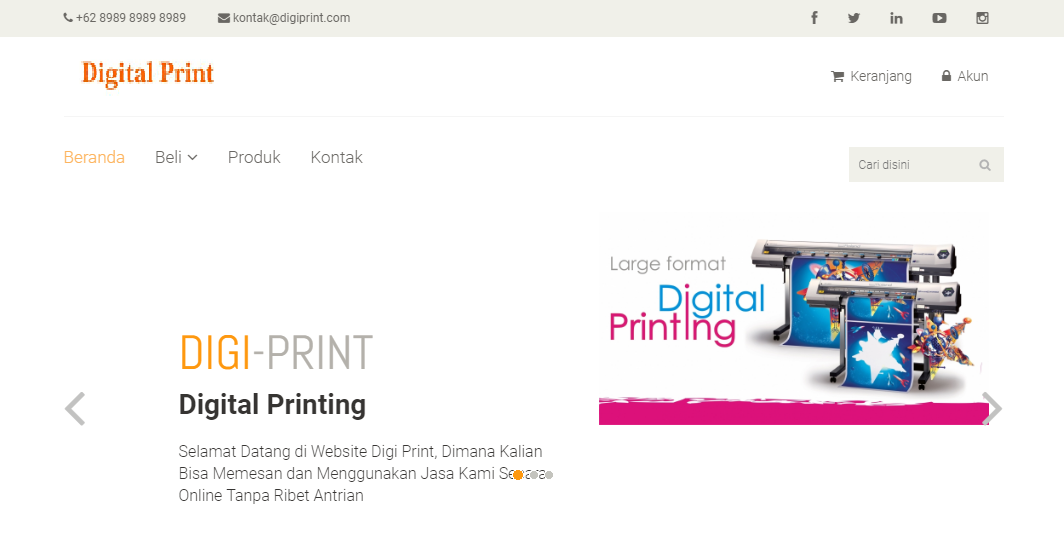 +62 8989 8989 8989 kontak@digiprint.com
Digital Print
Keranjang Akun
Beranda Beli Produk Kontak
Cari disini
Large format
Digital
Printing
DIGI-PRINT
Digital Printing
Selamat Datang di Website Digi Print, Dimana Kalian
Bisa Memesan dan Menggunakan Jasa Kami Secara
Online Tanpa Ribet Antrian